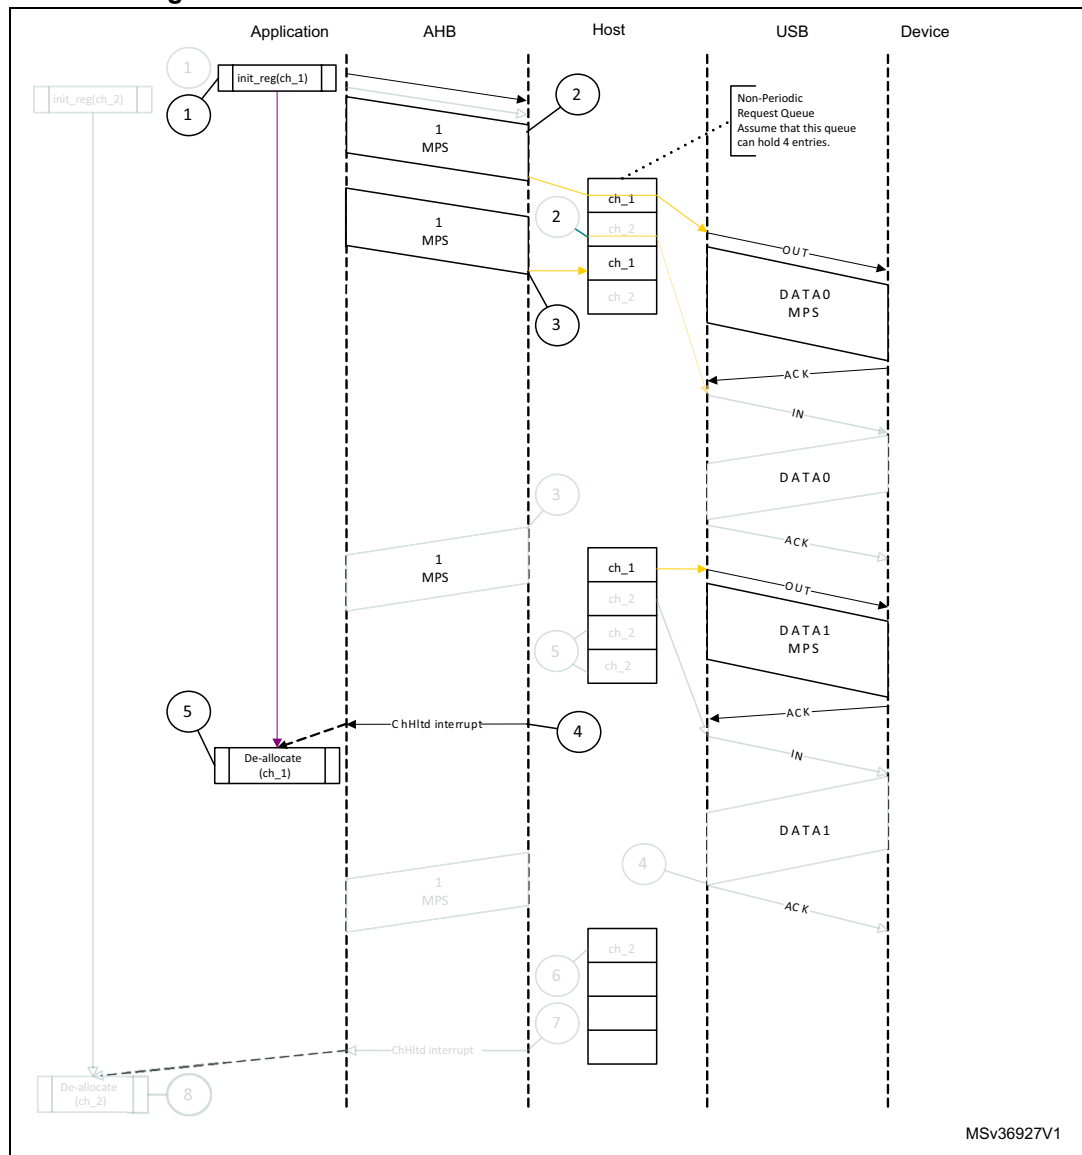 Application
AHB
Host
USB
Device
1
init_reg(ch_1)
init_reg(ch_2)
1
2
Non-Periodic
Request Queue
Assume that this queue
can hold 4 entries.
1
MPS
ch_1
2
ch_2
1
MPS
OUT
ch_1
ch_2
DATA0
MPS
3
ACK
IN
DATA0
3
ACK
1
MPS
ch_1
OUT
ch_2
DATA1
MPS
ch_2
5
ch_2
5
ACK
ChHltd interrupt
4
De-allocate
(ch_1)
IN
DATA1
4
1
MPS
ACK
ch_2
6
7
ChHltd interrupt
De-allocate
(ch_2)
8
MSv36927V1